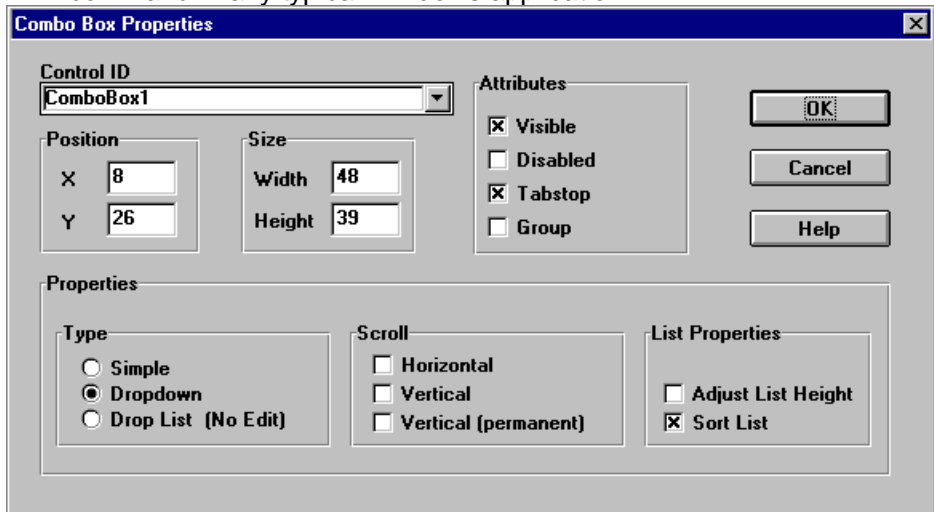 Combo Box Properties
Control ID
ComboBox1
Attributes
Visible
Disabled
Tabstop
Group
OK
Cancel
Help
Position
X 8
Y 26
Size
Width 48
Height 39
Properties
Type
Simple
Dropdown
Drop List (No Edit)
Scroll
Horizontal
Vertical
Vertical (permanent)
List Properties
Adjust List Height
Sort List